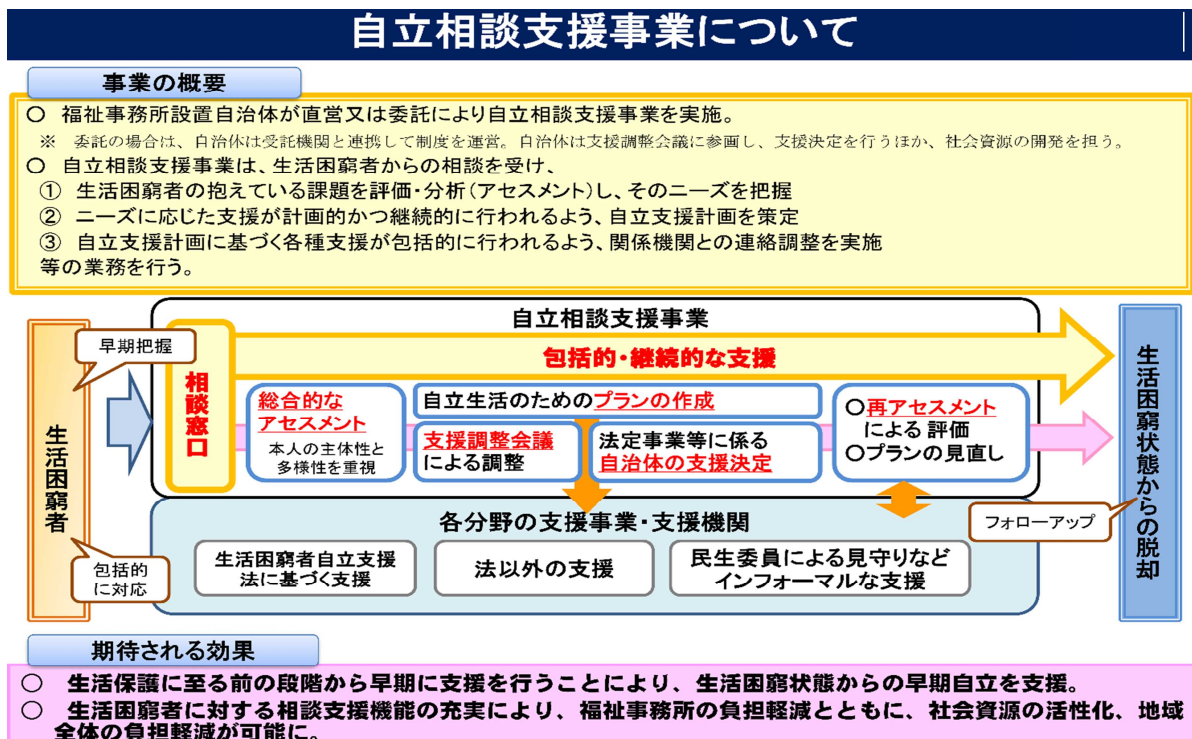 自立相談支援事業について
事業の概要
○ 福祉事務所設置自治体が直営又は委託により自立相談支援事業を実施。
※ 委託の場合は、自治体は受託機関と連携して制度を運営。自治体は支援調整会議に参画し、支援決定を行うほか、社会資源の開発を担う。
○ 自立相談支援事業は、生活困窮者からの相談を受け、
① 生活困窮者の抱えている課題を評価・分析(アセスメント)し、そのニーズを把握
② ニーズに応じた支援が計画的かつ継続的に行われるよう、自立支援計画を策定
③ 自立支援計画に基づく各種支援が包括的に行われるよう、関係機関との連絡調整を実施
等の業務を行う。
生活困窮者
早期把握
包括的
に対応
自立相談支援事業
包括的・継続的な支援
相談窓口
総合的な
アセスメント
本人の主体性と
多様性を重視
自立生活のためのプランの作成
支援調整会議
による調整
法定事業等に係る
自治体の支援決定
○再アセスメント
による 評価
○プランの見直し
各分野の支援事業・支援機関
生活困窮者自立支援
法に基づく支援
法以外の支援
民生委員による見守りなど
インフォーマルな支援
フォローアップ
生活困窮状態からの脱却
期待される効果
○ 生活保護に至る前の段階から早期に支援を行うことにより、生活困窮状態からの早期自立を支援。
○ 生活困窮者に対する相談支援機能の充実により、福祉事務所の負担軽減とともに、社会資源の活性化、地域
全体の負担軽減が可能に。